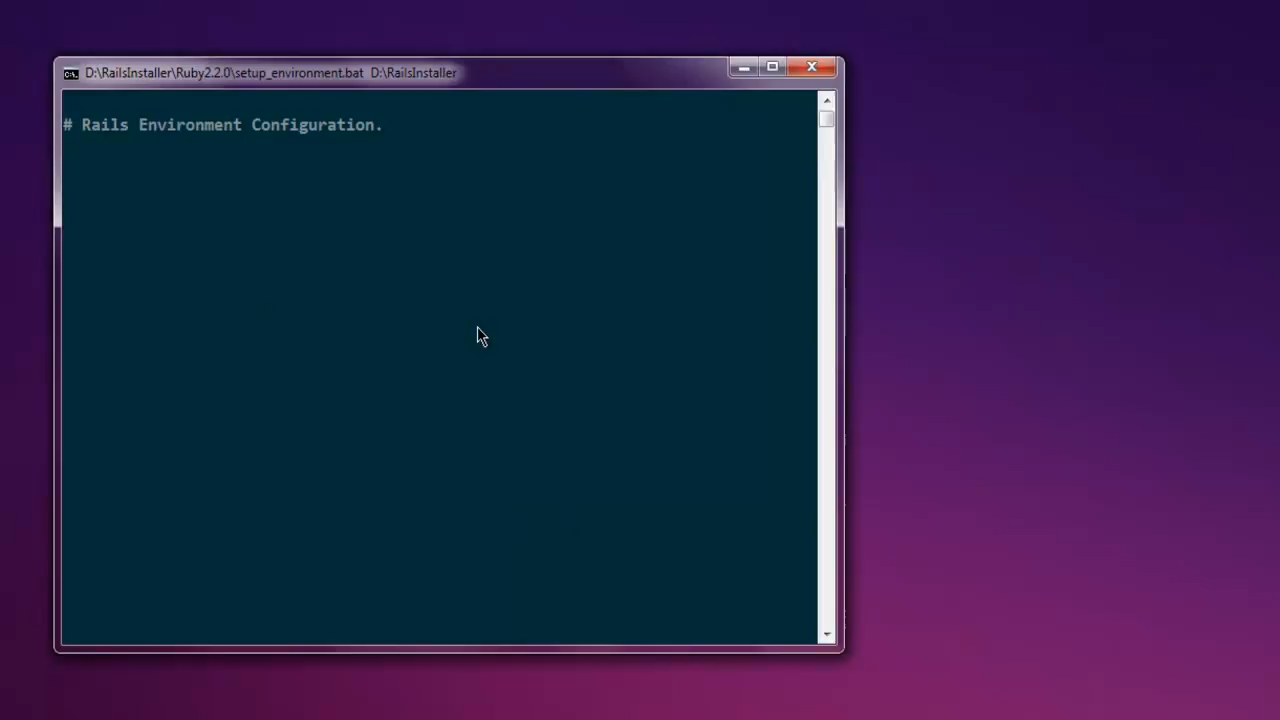 D:\RailsInstaller\Ruby2.2.0\setup_environment.bat  D:\RailsInstaller
# Rails Environment Configuration.